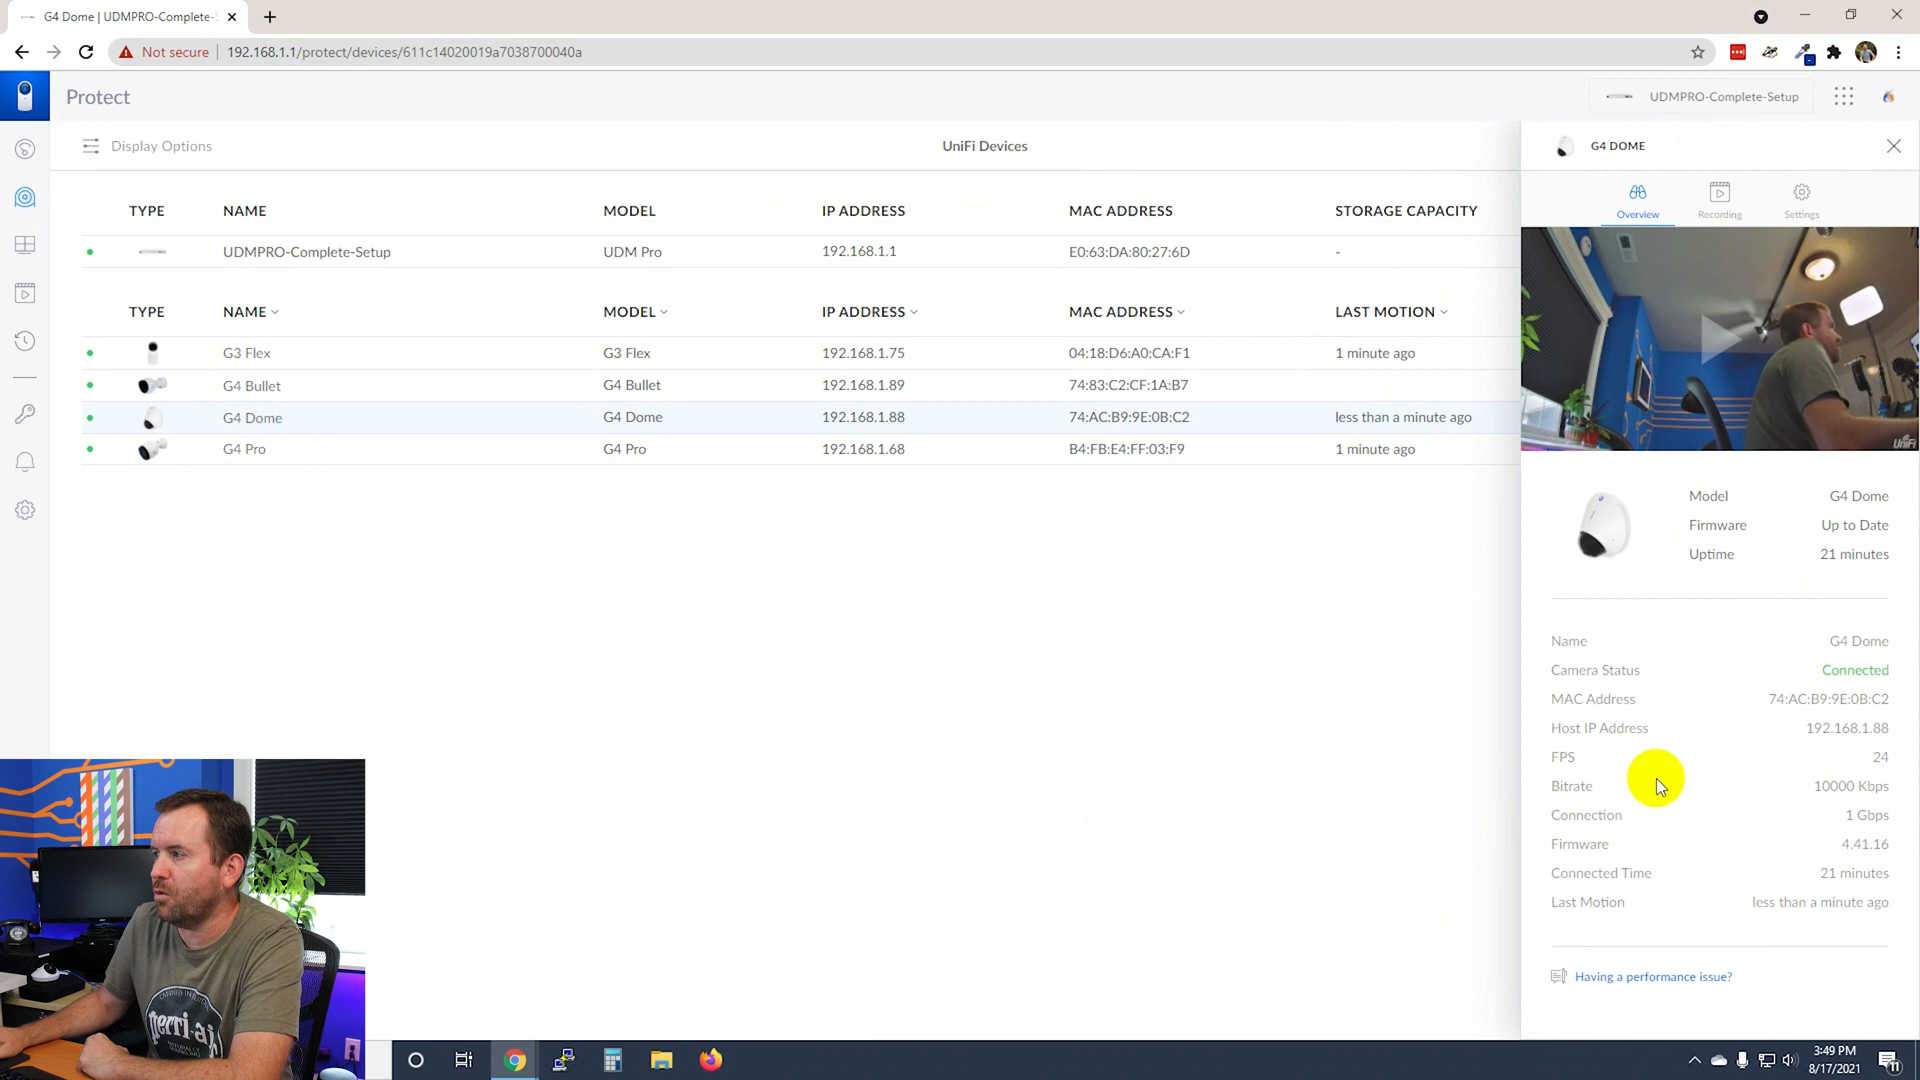 G4 Dome | UDMPRO-Complete-S
Not secure
192.168.1.1/protect/devices/611c14020019a7038700040a
Protect
UDMPRO-Complete-Setup
Display Options
UniFi Devices
G4 DOME
Overview
Recording
Settings
TYPE NAME MODEL IP ADDRESS MAC ADDRESS STORAGE CAPACITY
UDMPRO-Complete-Setup UDM Pro 192.168.1.1 E0:63:DA:80:27:6D -
TYPE NAME MODEL IP ADDRESS MAC ADDRESS LAST MOTION
G3 Flex G3 Flex 192.168.1.75 04:18:D6:A0:CA:F1 1 minute ago
G4 Bullet G4 Bullet 192.168.1.89 74:83:C2:CF:1A:B7
G4 Dome G4 Dome 192.168.1.88 74:AC:B9:9E:0B:C2 less than a minute ago
G4 Pro G4 Pro 192.168.1.68 B4:FB:E4:FF:03:F9 1 minute ago
UniFi
Model G4 Dome
Firmware Up to Date
Uptime 21 minutes
Name G4 Dome
Camera Status Connected
MAC Address 74:AC:B9:9E:0B:C2
Host IP Address 192.168.1.88
FPS 24
Bitrate 10000 Kbps
Connection 1 Gbps
Firmware 4.41.16
Connected Time 21 minutes
Last Motion less than a minute ago
Having a performance issue?
perri-ai
NATURALLY
3:49 PM
8/17/2021
11